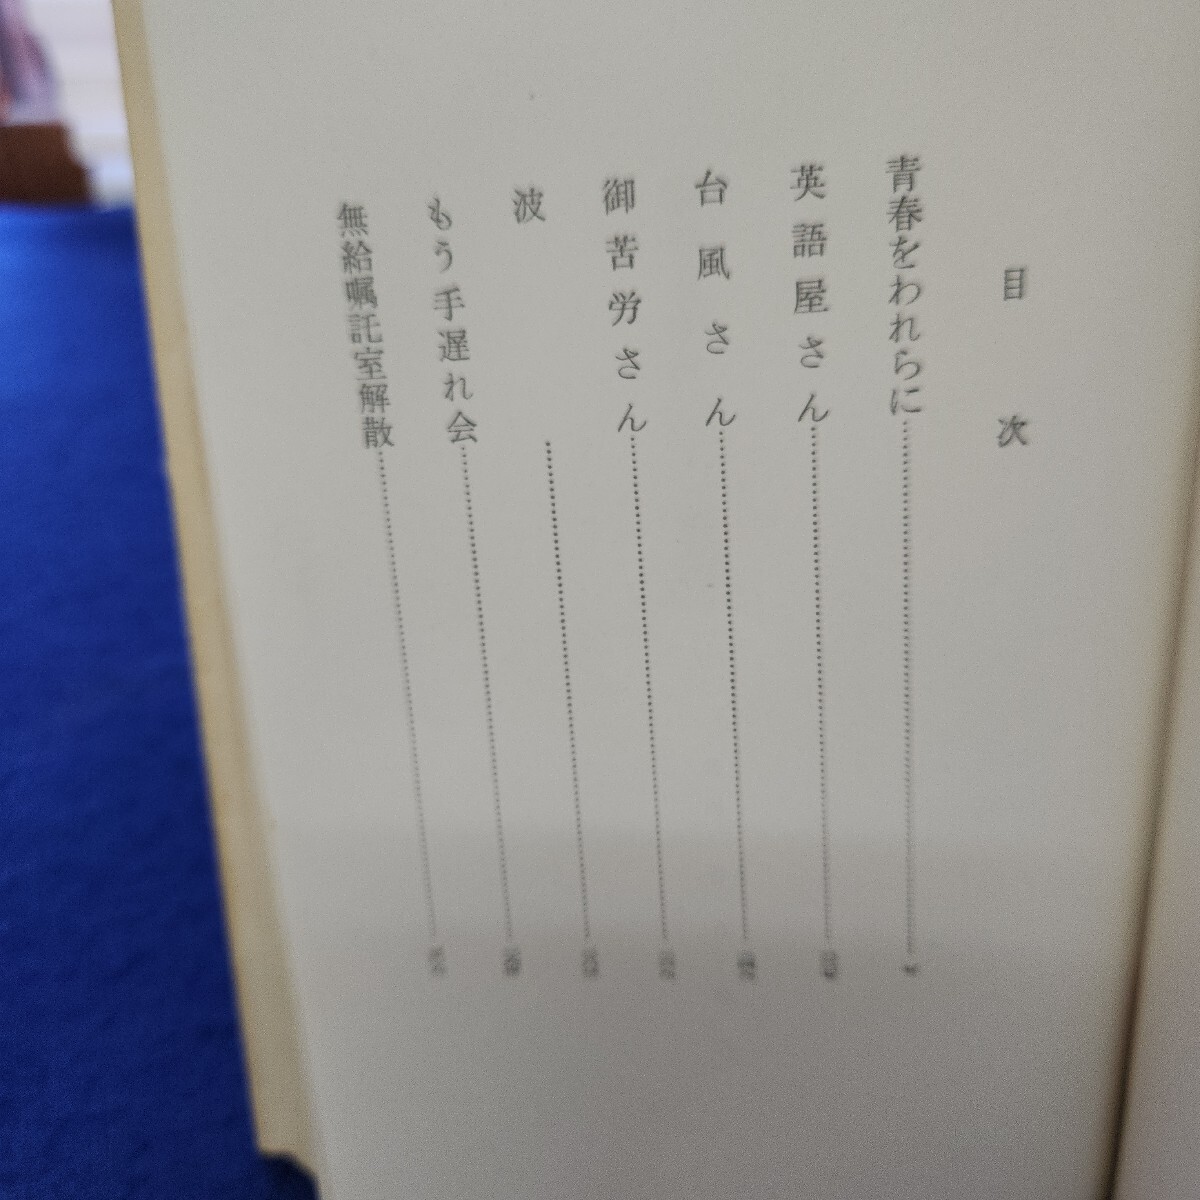 目次
青春をわれらに
英語屋さん
台風さん
御苦労さん
波
もう手遅れ会
無給嘱託室解散